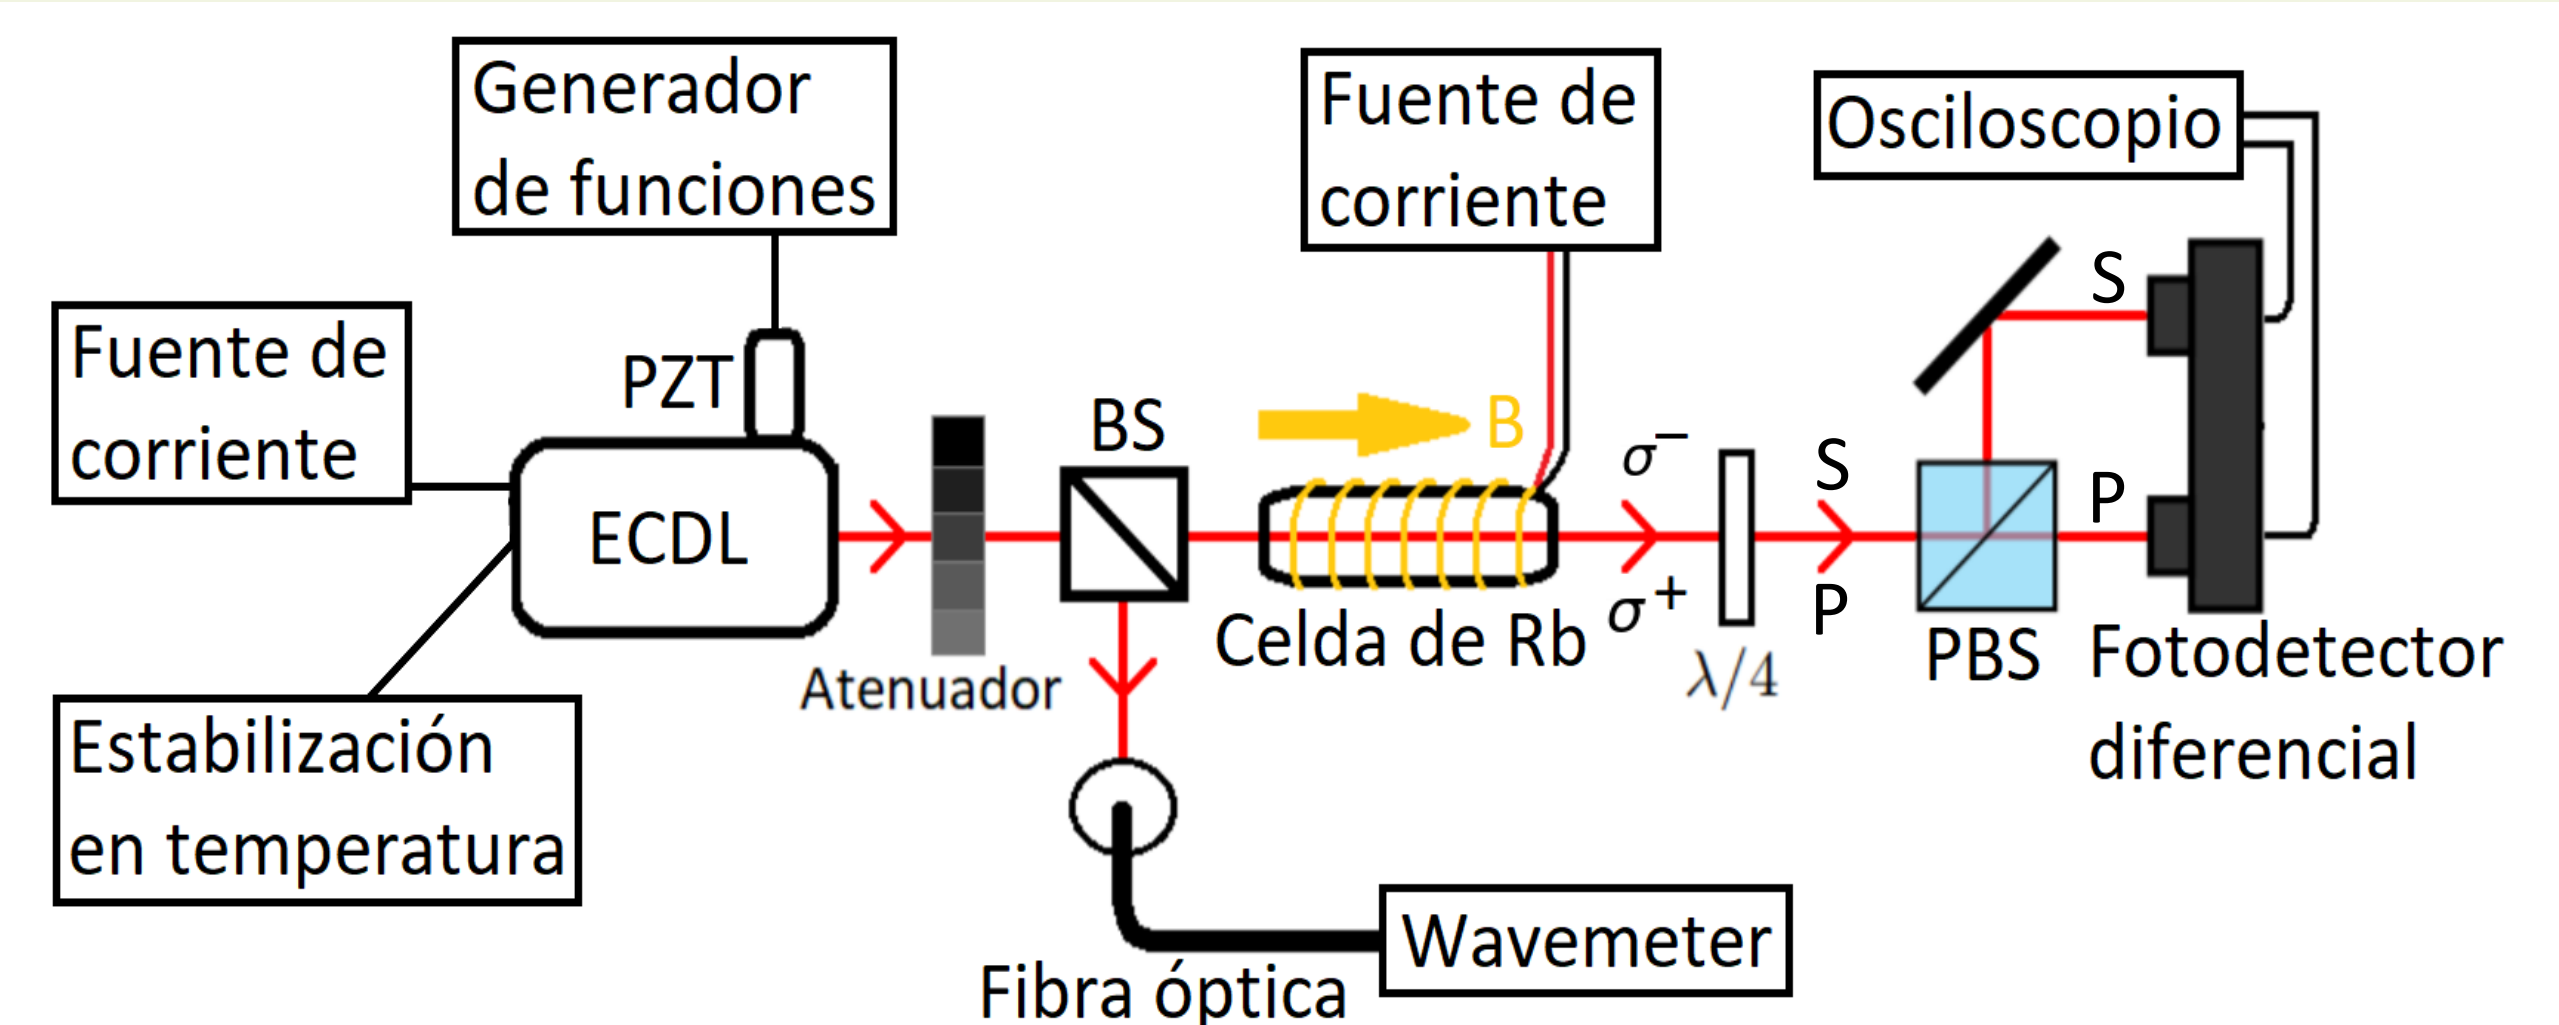 Generador
de funciones
Fuente de
corriente
Osciloscopio
Fuente de
corriente
PZT
ECDL
Estabilización
en temperatura
Atenuador
BS
B
Celda de Rb
σ⁻
σ⁺
λ/4
S
P
S
P
PBS
Fotodetector
diferencial
Fibra óptica
Wavemeter